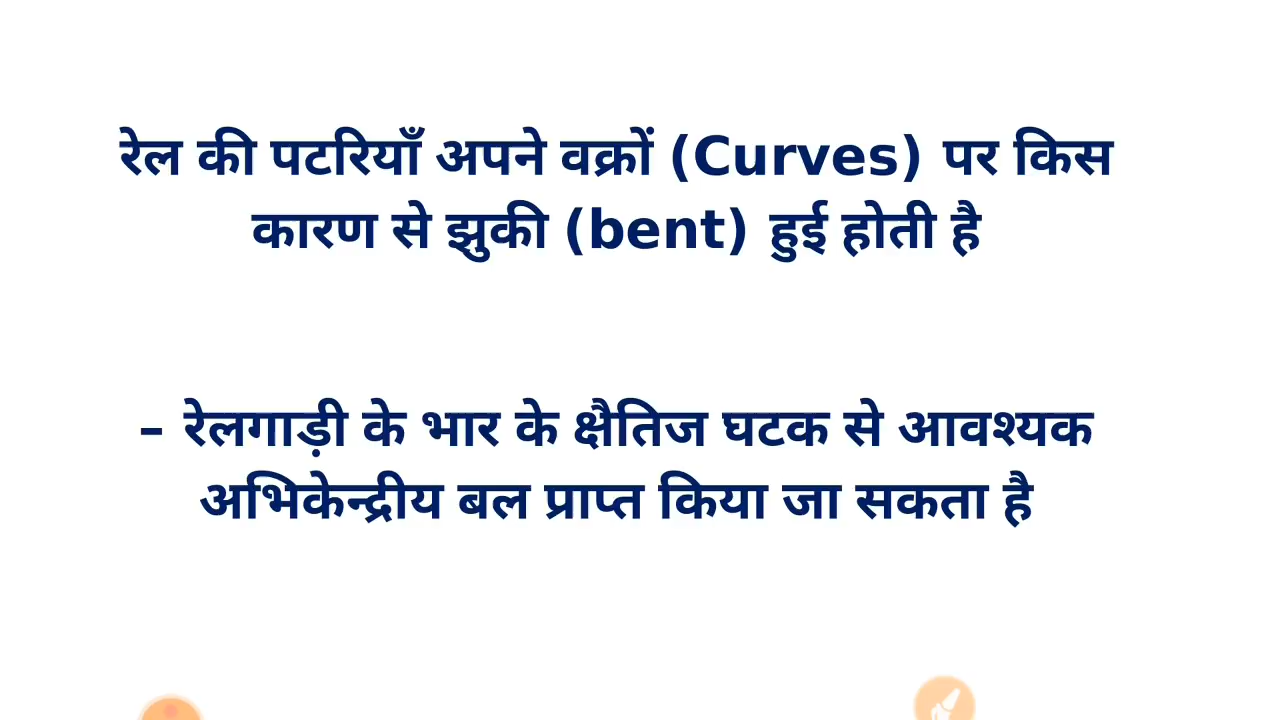 रेल की पटरियाँ अपने वक्रों (Curves) पर किस
कारण से झुकी (bent) हुई होती है
– रेलगाड़ी के भार के क्षैतिज घटक से आवश्यक
अभिकेन्द्रीय बल प्राप्त किया जा सकता है